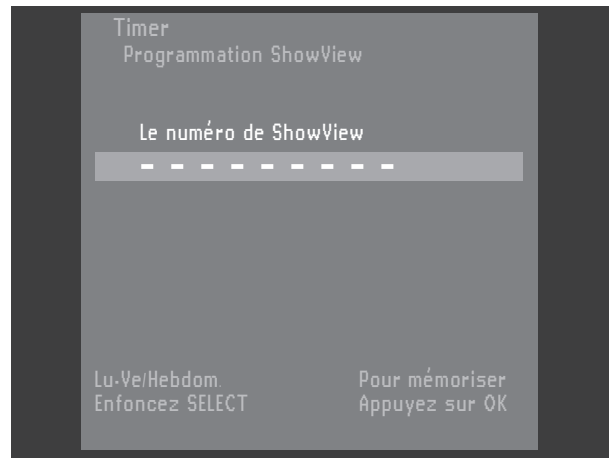 Timer
Programmation ShowView
Le numéro de ShowView
- - - - - - - - -
Lu-Ve/Hebdom.
Enfoncez SELECT
Pour mémoriser
Appuyez sur OK